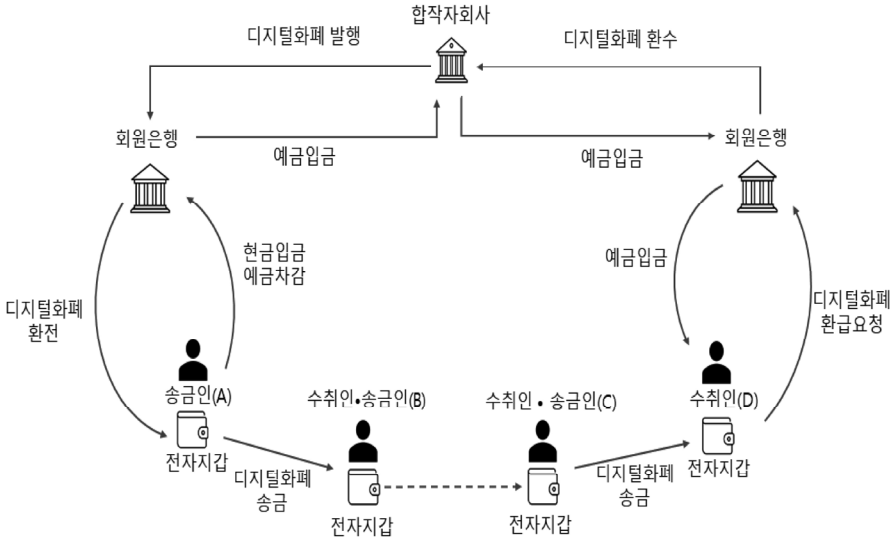 합작자회사
디지털화폐 발행
디지털화폐 환수
회원은행
회원은행
예금입금
예금입금
현금입금
예금차감
예금입금
디지털화폐
환전
디지털화폐
환급요청
송금인(A)
수취인•송금인(B)
수취인 • 송금인(C)
수취인(D)
전자지갑
전자지갑
디지털화폐
송금
디지털화폐
송금
전자지갑
전자지갑